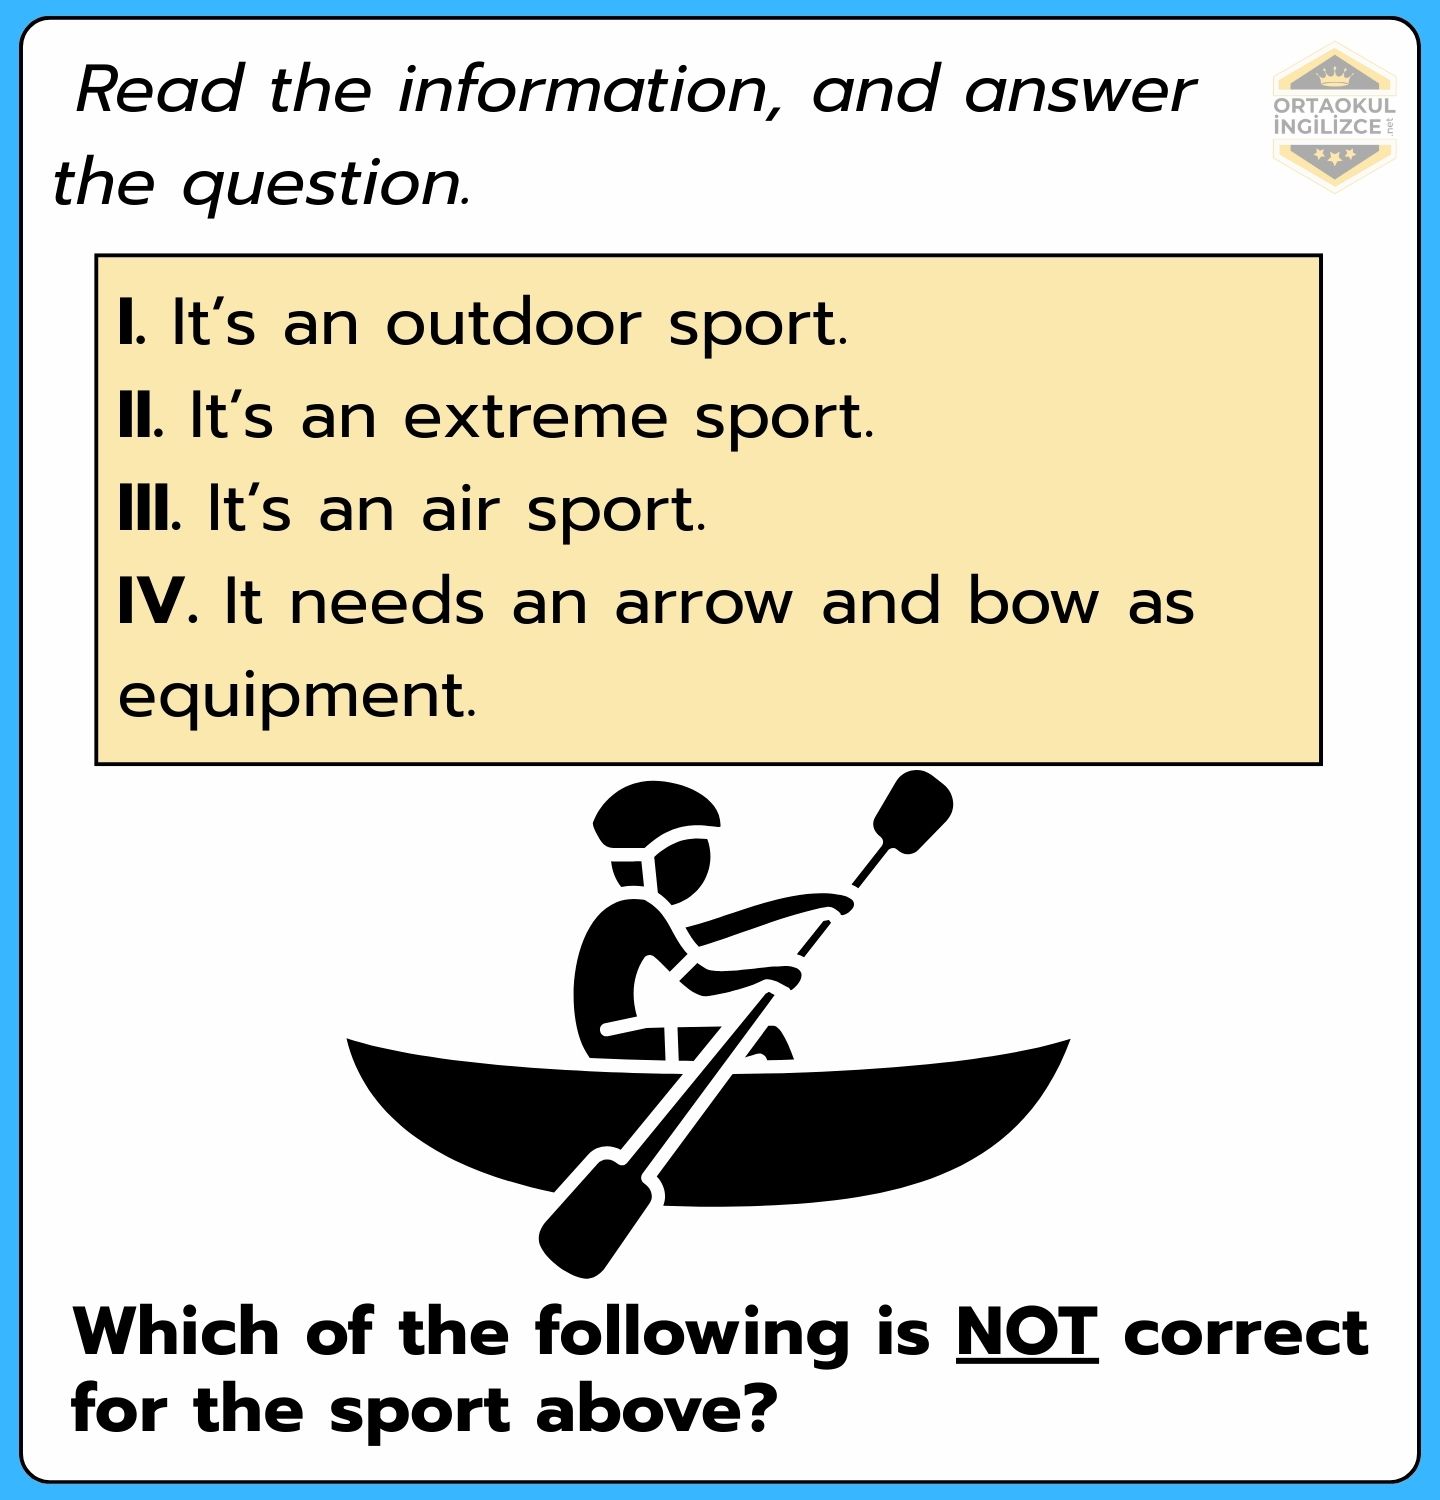 Read the information, and answer
the question.
ORTAOKUL
İNGİLİZCE
.net
I. It’s an outdoor sport.
II. It’s an extreme sport.
III. It’s an air sport.
IV. It needs an arrow and bow as
equipment.
Which of the following is NOT correct
for the sport above?